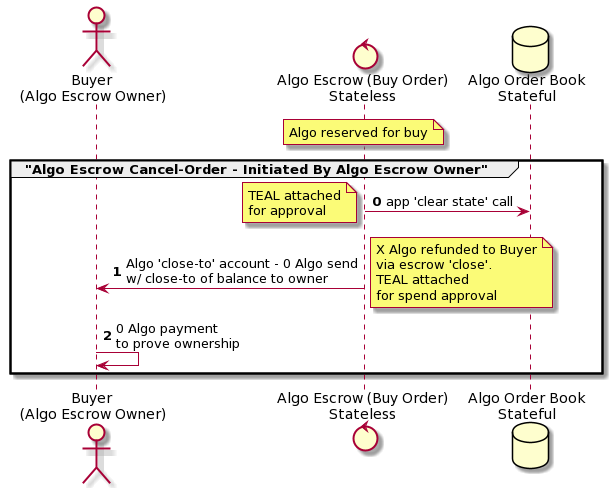 Buyer
(Algo Escrow Owner)
Algo Escrow (Buy Order)
Stateless
Algo Order Book
Stateful
Algo reserved for buy
"Algo Escrow Cancel-Order - Initiated By Algo Escrow Owner"
TEAL attached
for approval
0 app 'clear state' call
X Algo refunded to Buyer
via escrow 'close'.
TEAL attached
for spend approval
1 Algo 'close-to' account - 0 Algo send
w/ close-to of balance to owner
2 0 Algo payment
to prove ownership
Buyer
(Algo Escrow Owner)
Algo Escrow (Buy Order)
Stateless
Algo Order Book
Stateful